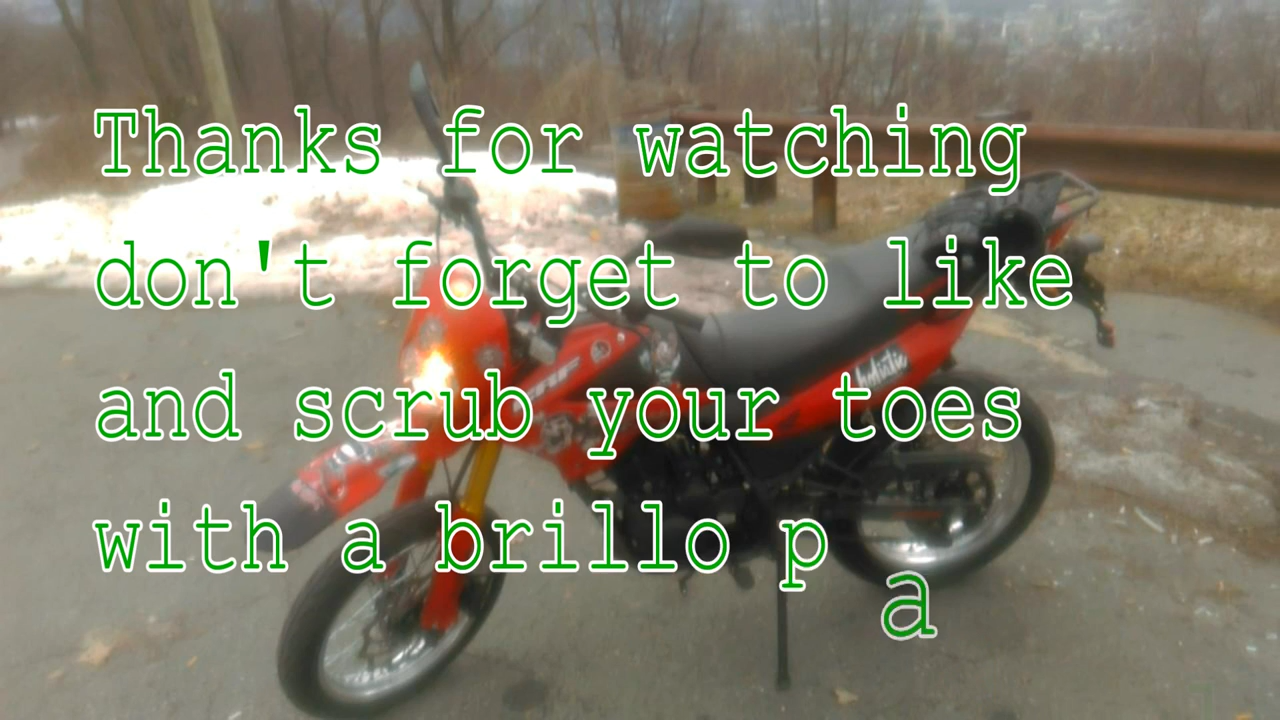 Thanks for watching
don't forget to like
and scrub your toes
with a brillo p
a